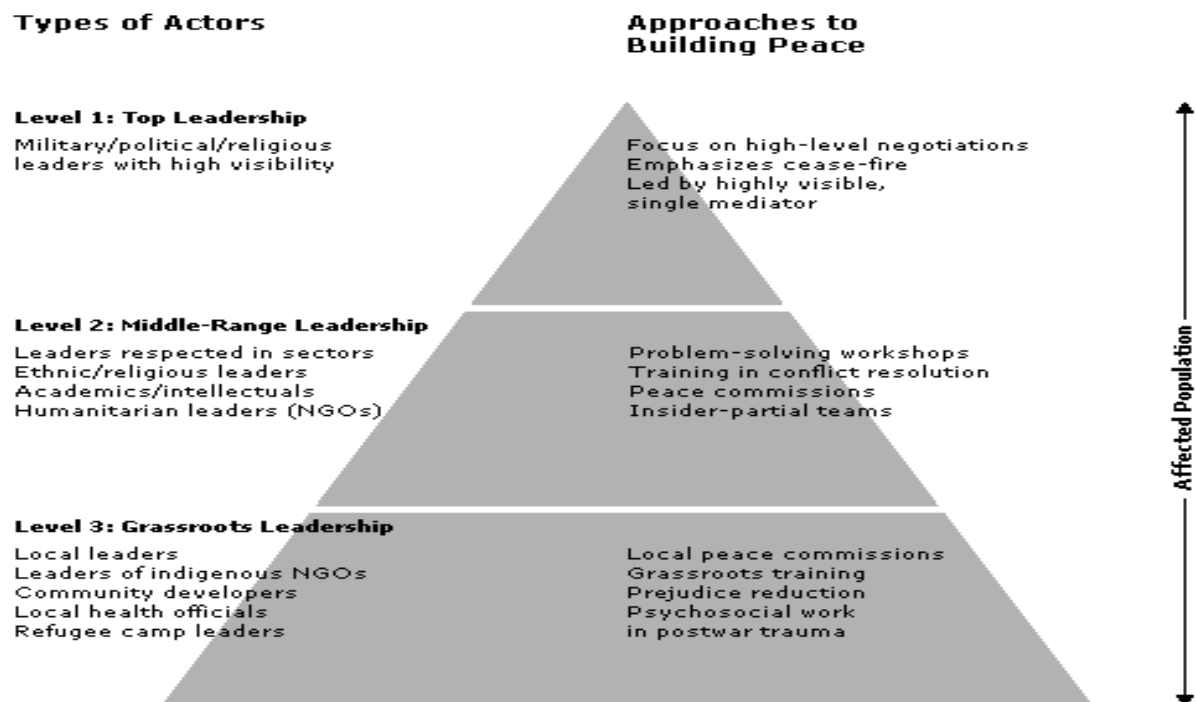 Types of Actors
Approaches to
Building Peace
Level 1: Top Leadership
Military/political/religious
leaders with high visibility
Focus on high-level negotiations
Emphasizes cease-fire
Led by highly visible,
single mediator
Level 2: Middle-Range Leadership
Leaders respected in sectors
Ethnic/religious leaders
Academics/intellectuals
Humanitarian leaders (NGOs)
Problem-solving workshops
Training in conflict resolution
Peace commissions
Insider-partial teams
Level 3: Grassroots Leadership
Local leaders
Leaders of indigenous NGOs
Community developers
Local health officials
Refugee camp leaders
Local peace commissions
Grassroots training
Prejudice reduction
Psychosocial work
in postwar trauma
Affected Population